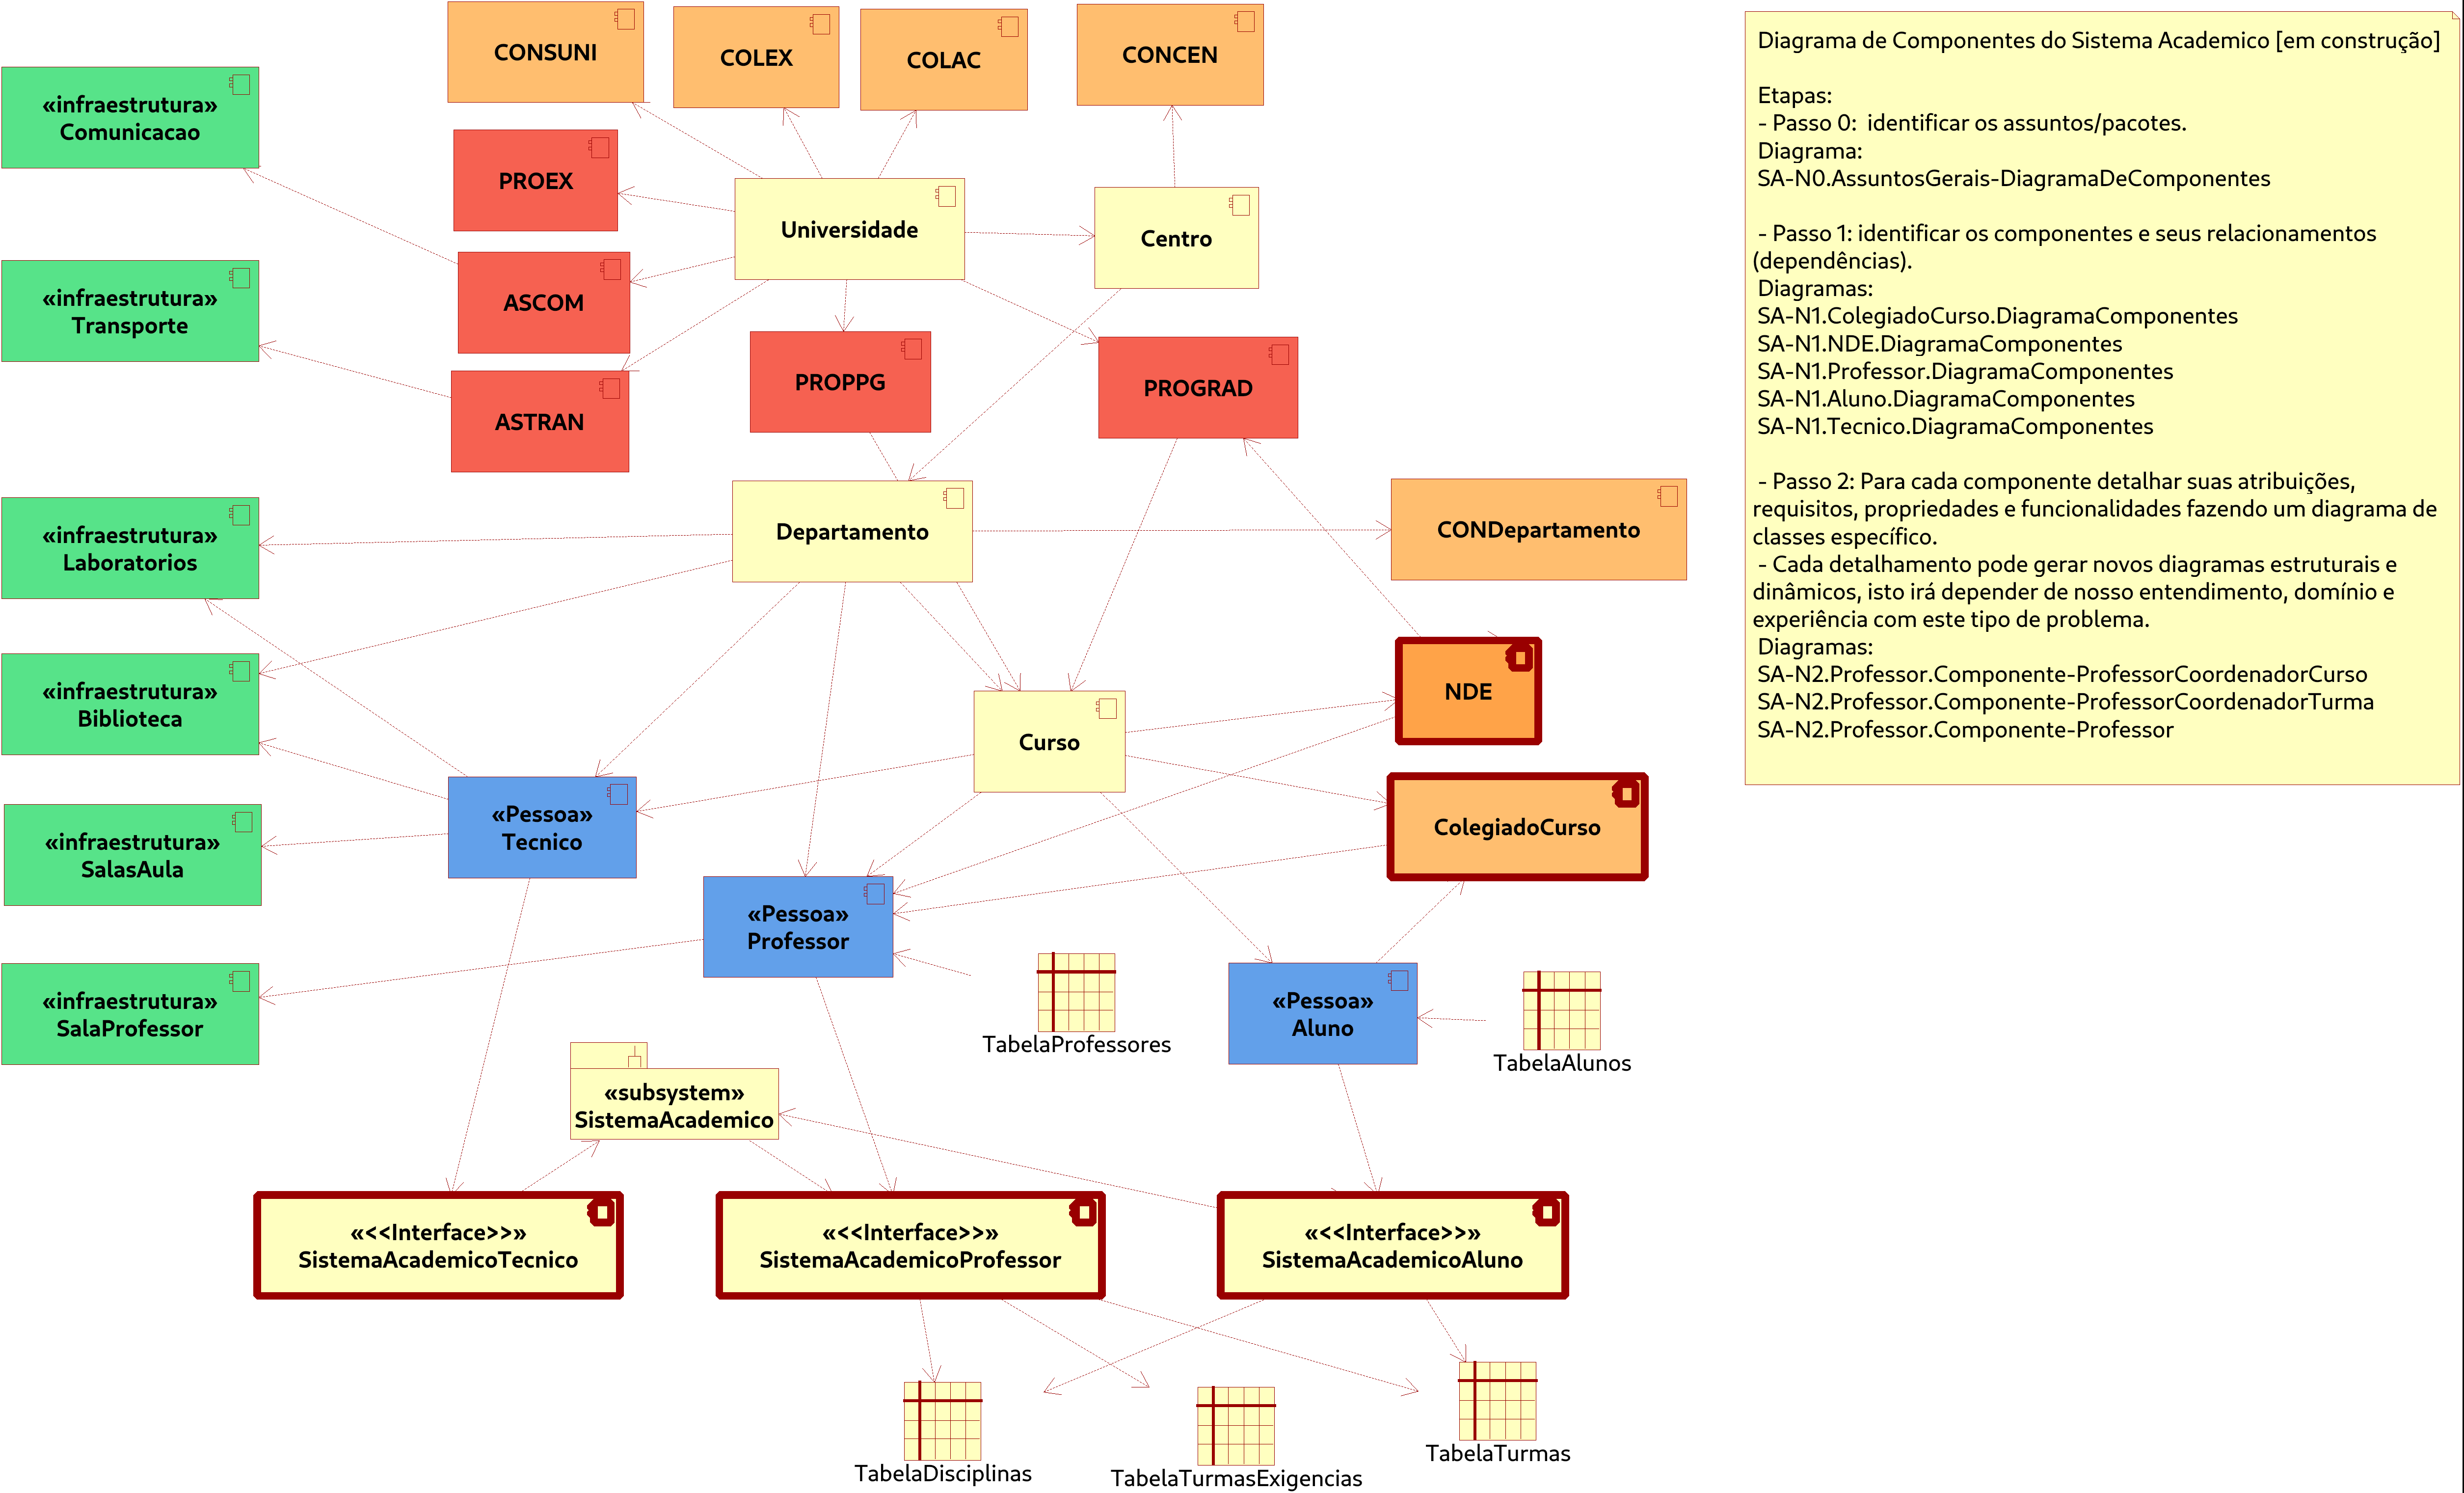 CONSUNI
COLEX
COLAC
CONCEN
«infraestrutura»
Comunicacao
PROEX
Universidade
Centro
ASCOM
«infraestrutura»
Transporte
PROPPG
PROGRAD
ASTRAN
«infraestrutura»
Laboratorios
Departamento
CONDepartamento
«infraestrutura»
Biblioteca
NDE
Curso
«Pessoa»
Tecnico
ColegiadoCurso
«infraestrutura»
SalasAula
«Pessoa»
Professor
«infraestrutura»
SalaProfessor
TabelaProfessores
«Pessoa»
Aluno
TabelaAlunos
«subsystem»
SistemaAcademico
«<<Interface>>»
SistemaAcademicoTecnico
«<<Interface>>»
SistemaAcademicoProfessor
«<<Interface>>»
SistemaAcademicoAluno
TabelaDisciplinas
TabelaTurmasExigencias
TabelaTurmas
Diagrama de Componentes do Sistema Academico [em construção]
Etapas:
- Passo 0:  identificar os assuntos/pacotes.
Diagrama:
SA-N0.AssuntosGerais-DiagramaDeComponentes
- Passo 1: identificar os componentes e seus relacionamentos
(dependências).
Diagramas:
SA-N1.ColegiadoCurso.DiagramaComponentes
SA-N1.NDE.DiagramaComponentes
SA-N1.Professor.DiagramaComponentes
SA-N1.Aluno.DiagramaComponentes
SA-N1.Tecnico.DiagramaComponentes
- Passo 2: Para cada componente detalhar suas atribuições,
requisitos, propriedades e funcionalidades fazendo um diagrama de
classes específico.
- Cada detalhamento pode gerar novos diagramas estruturais e
dinâmicos, isto irá depender de nosso entendimento, domínio e
experiência com este tipo de problema.
Diagramas:
SA-N2.Professor.Componente-ProfessorCoordenadorCurso
SA-N2.Professor.Componente-ProfessorCoordenadorTurma
SA-N2.Professor.Componente-Professor